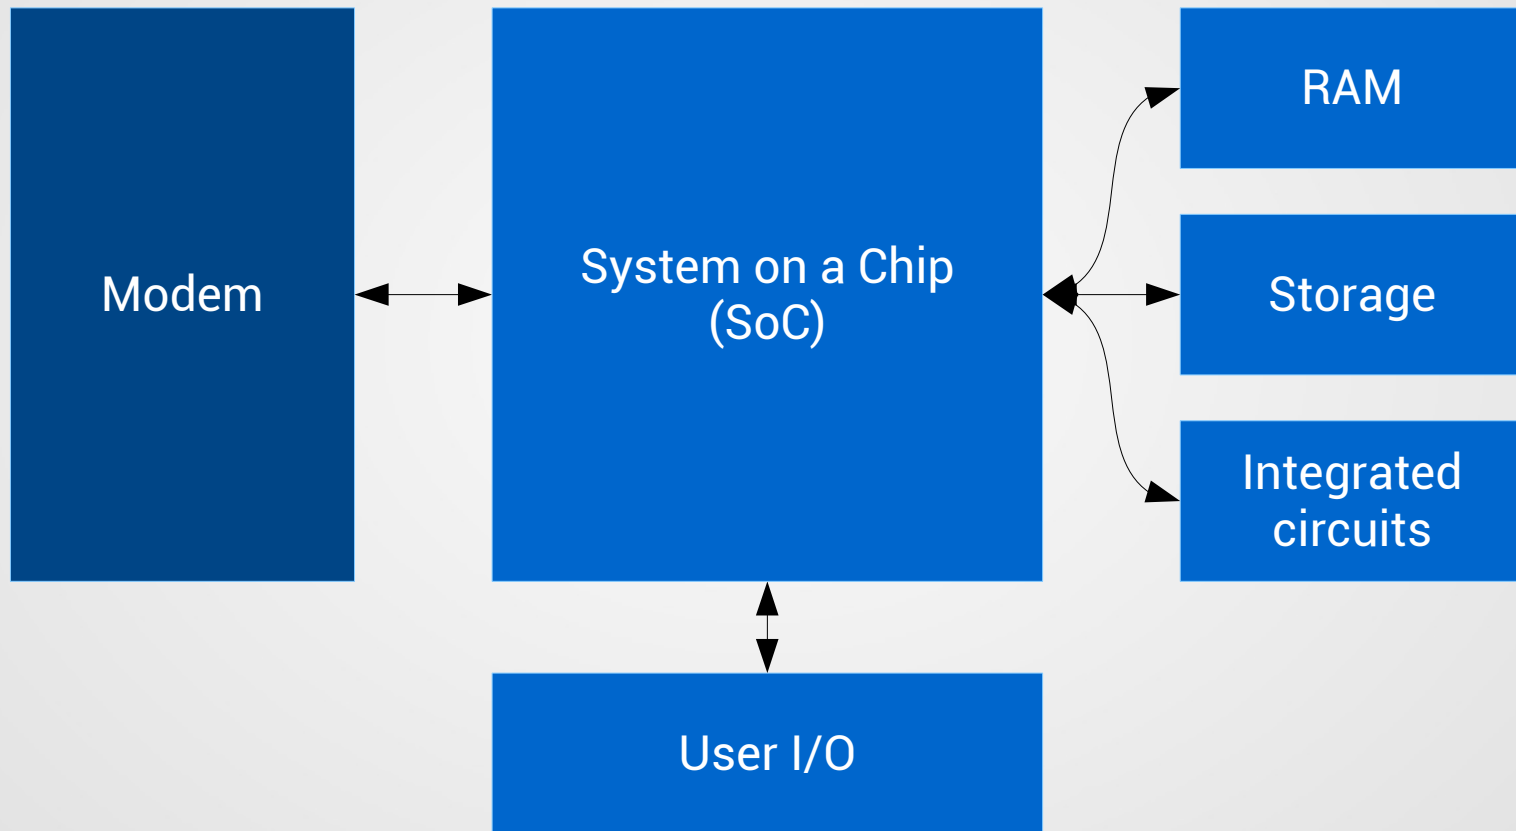 Modem
System on a Chip
(SoC)
RAM
Storage
Integrated
circuits
User I/O